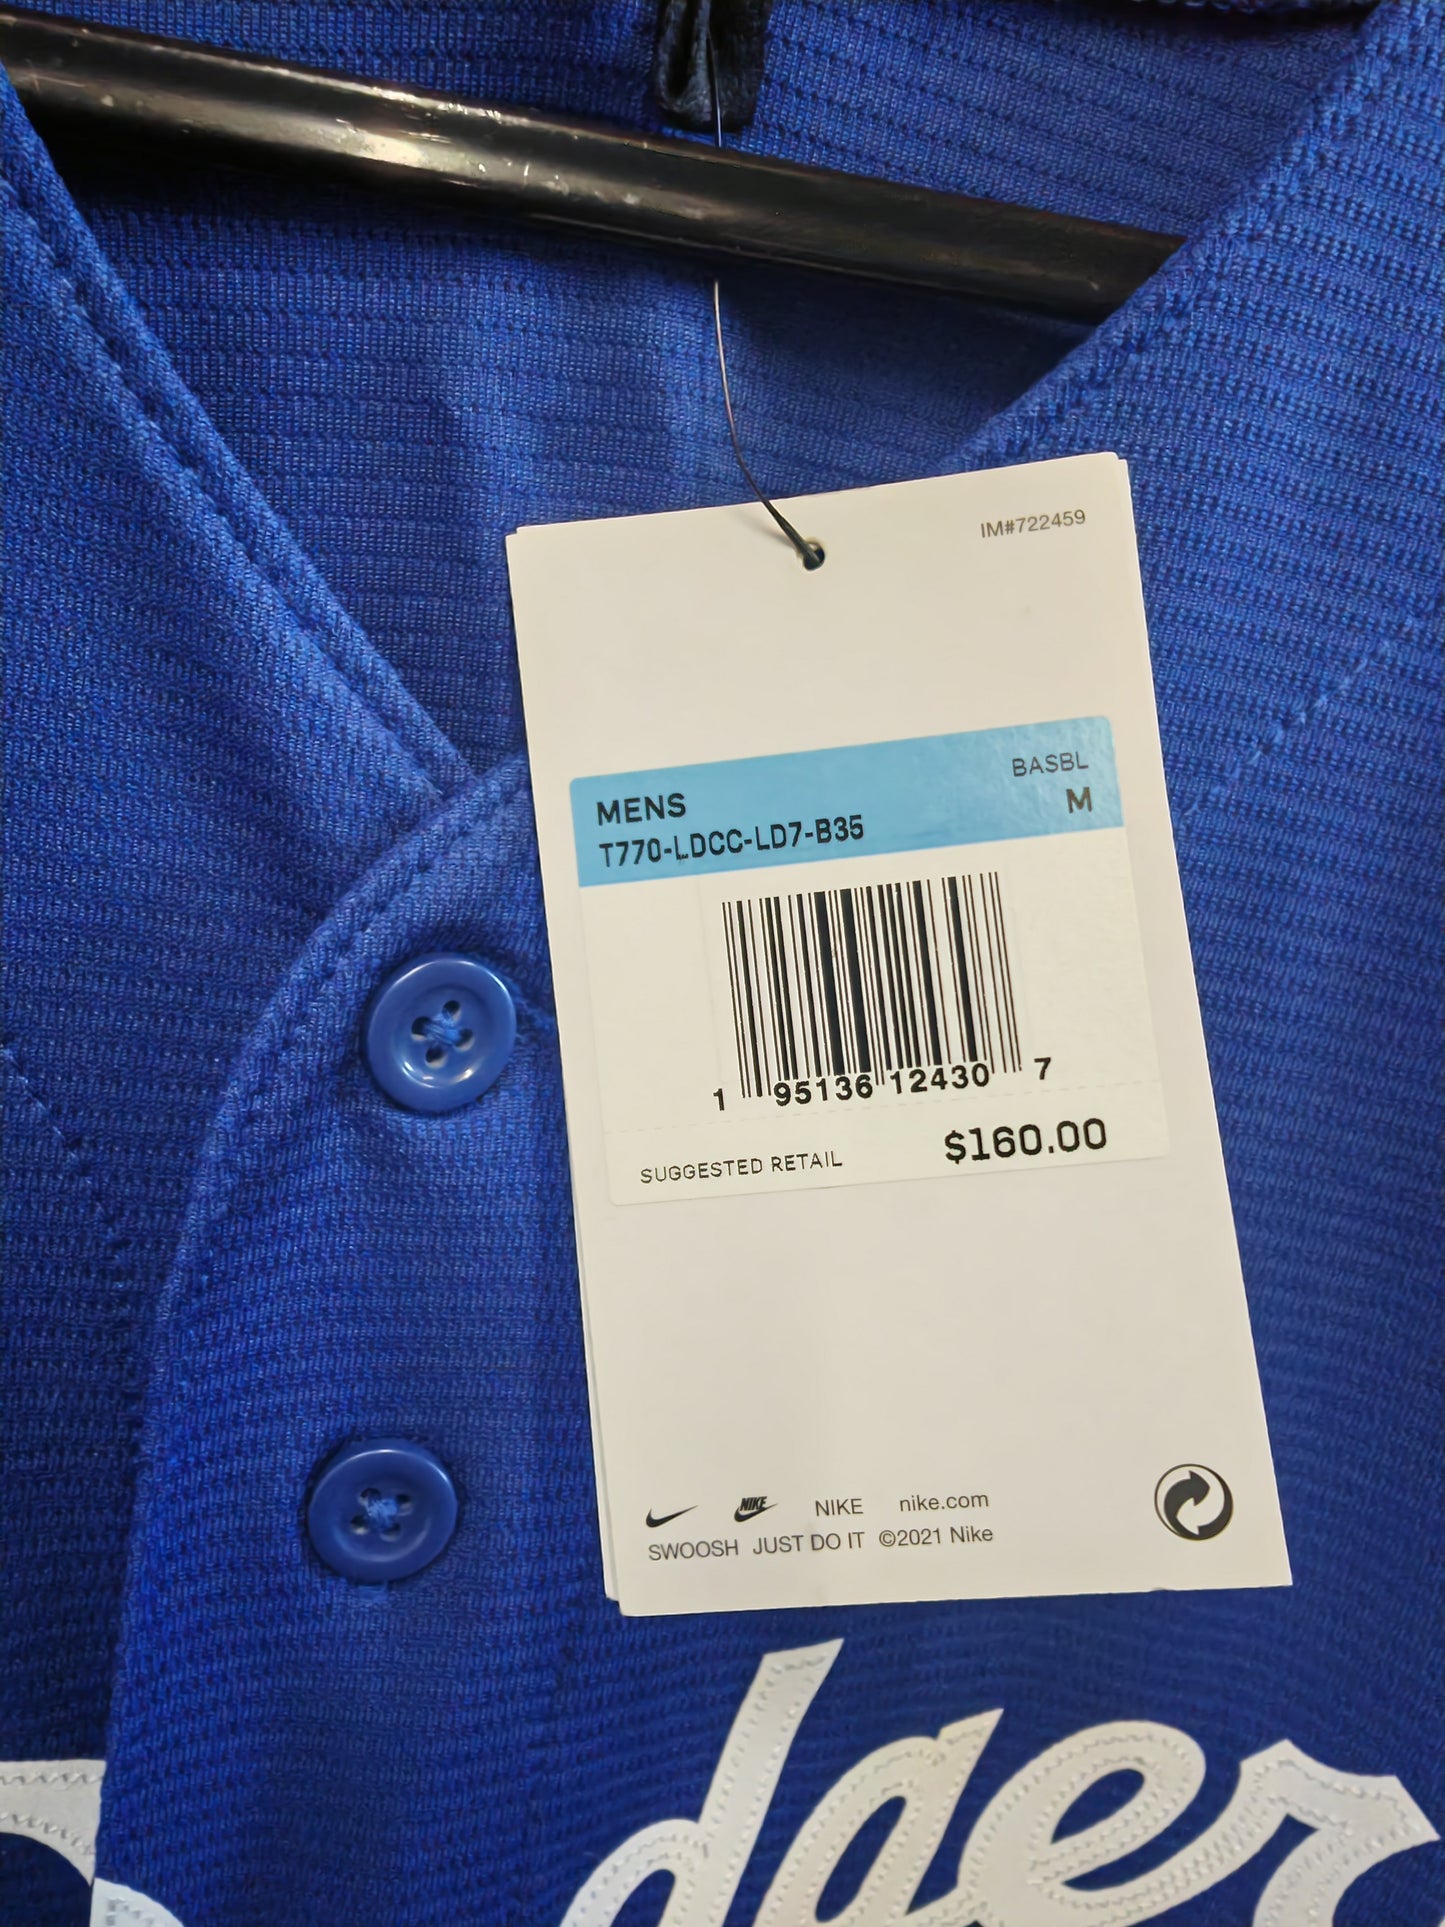 IM#722459
BASBL
MENS M
T770-LDCC-LD7-B35
1 95136 12430 7
SUGGESTED RETAIL $160.00
NIKE NIKE nike.com
SWOOSH JUST DO IT ©2021 Nike